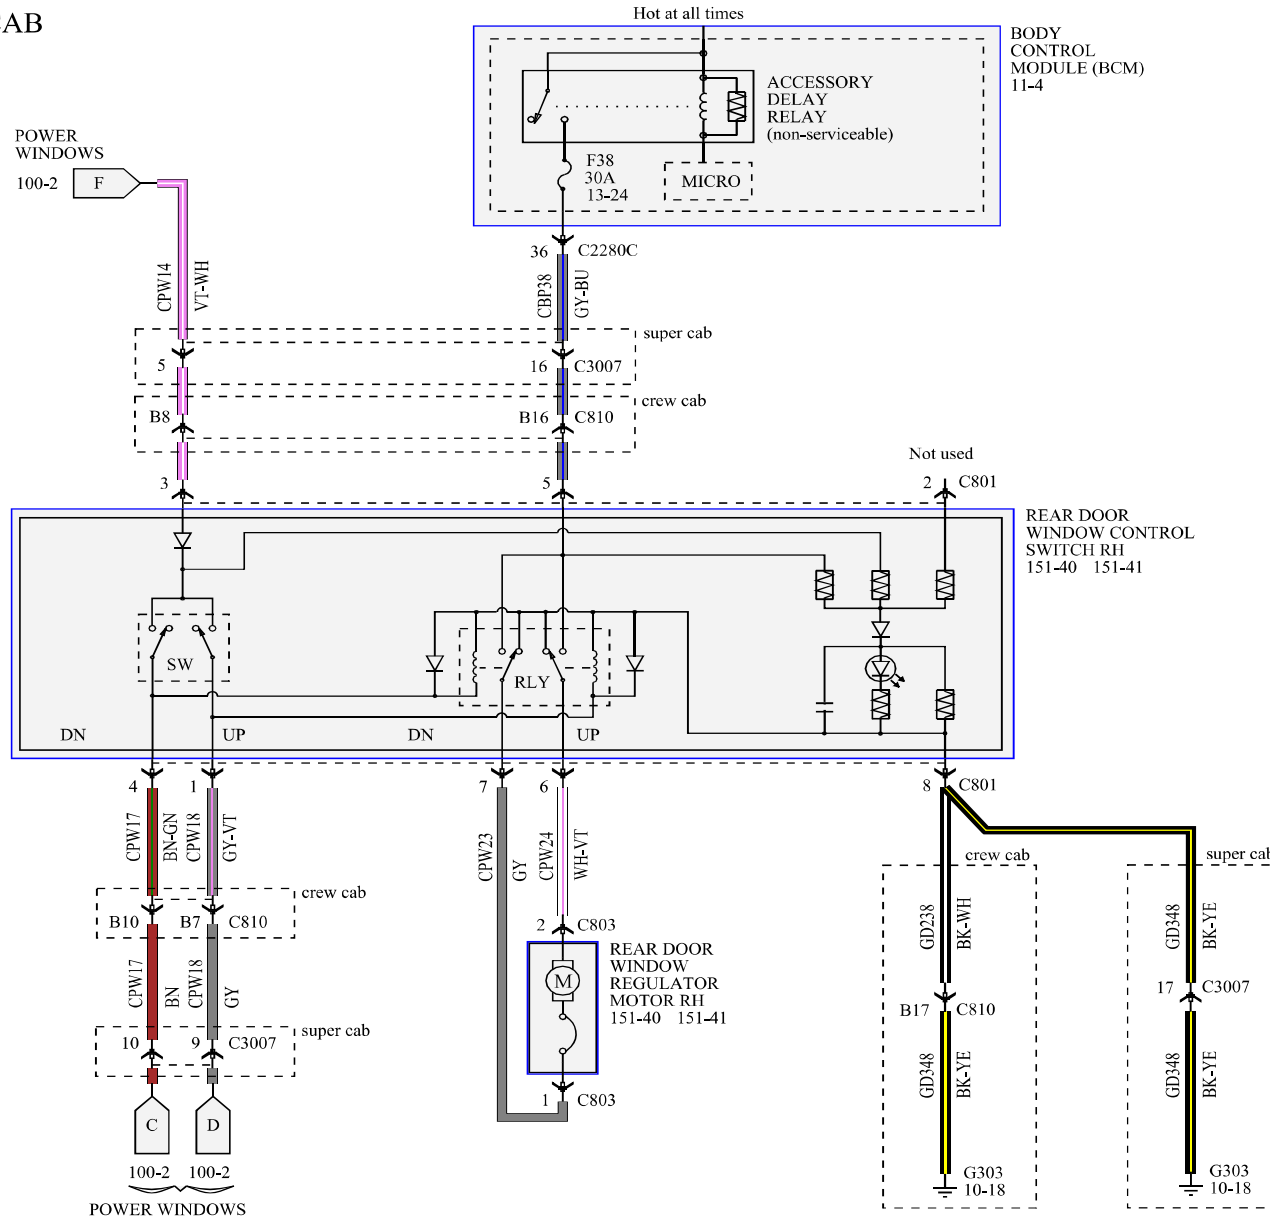 CAB
Hot at all times
BODY
CONTROL
MODULE (BCM)
11-4
ACCESSORY
DELAY
RELAY
(non-serviceable)
F38
30A
13-24
MICRO
POWER
WINDOWS
100-2
F
36
C2280C
CPW14
VT-WH
CBP38
GY-BU
super cab
5
16
C3007
crew cab
B8
B16
C810
3
5
Not used
2
C801
REAR DOOR
WINDOW CONTROL
SWITCH RH
151-40 151-41
SW
RLY
DN
UP
DN
UP
4
1
7
6
8
C801
CPW17
BN-GN
CPW18
GY-VT
CPW23
GY
CPW24
WH-VT
crew cab
super cab
crew cab
B10
B7
C810
2
C803
GD238
BK-WH
GD348
BK-YE
CPW17
BN
CPW18
GY
REAR DOOR
WINDOW
REGULATOR
MOTOR RH
151-40 151-41
M
17
C3007
B17
C810
super cab
10
9
C3007
GD348
BK-YE
GD348
BK-YE
1
C803
C
D
100-2
100-2
POWER WINDOWS
G303
10-18
G303
10-18